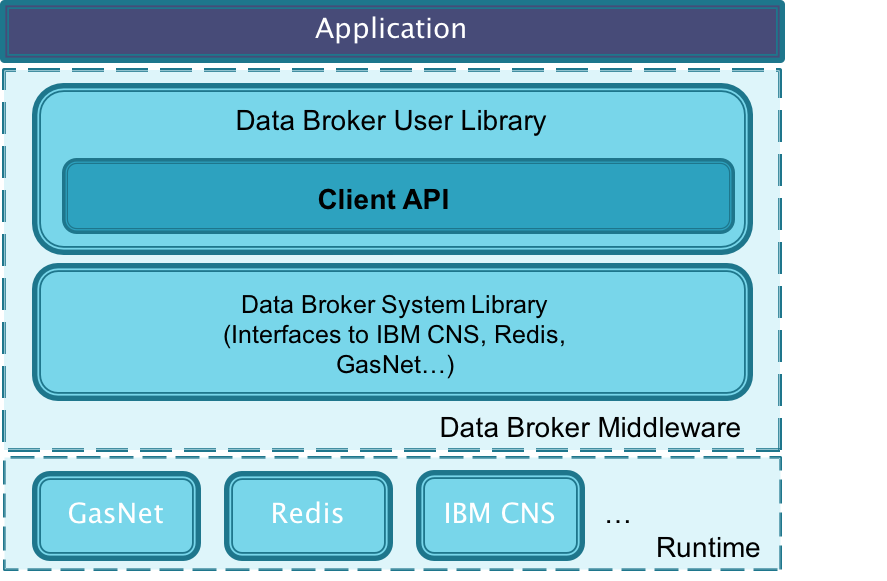 Application
Data Broker User Library
Client API
Data Broker System Library
(Interfaces to IBM CNS, Redis,
GasNet…)
Data Broker Middleware
GasNet Redis IBM CNS …
Runtime